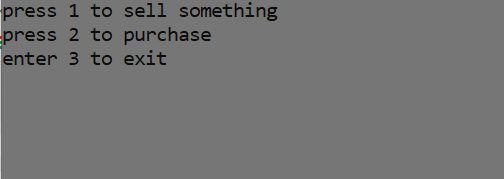 press 1 to sell something
press 2 to purchase
enter 3 to exit